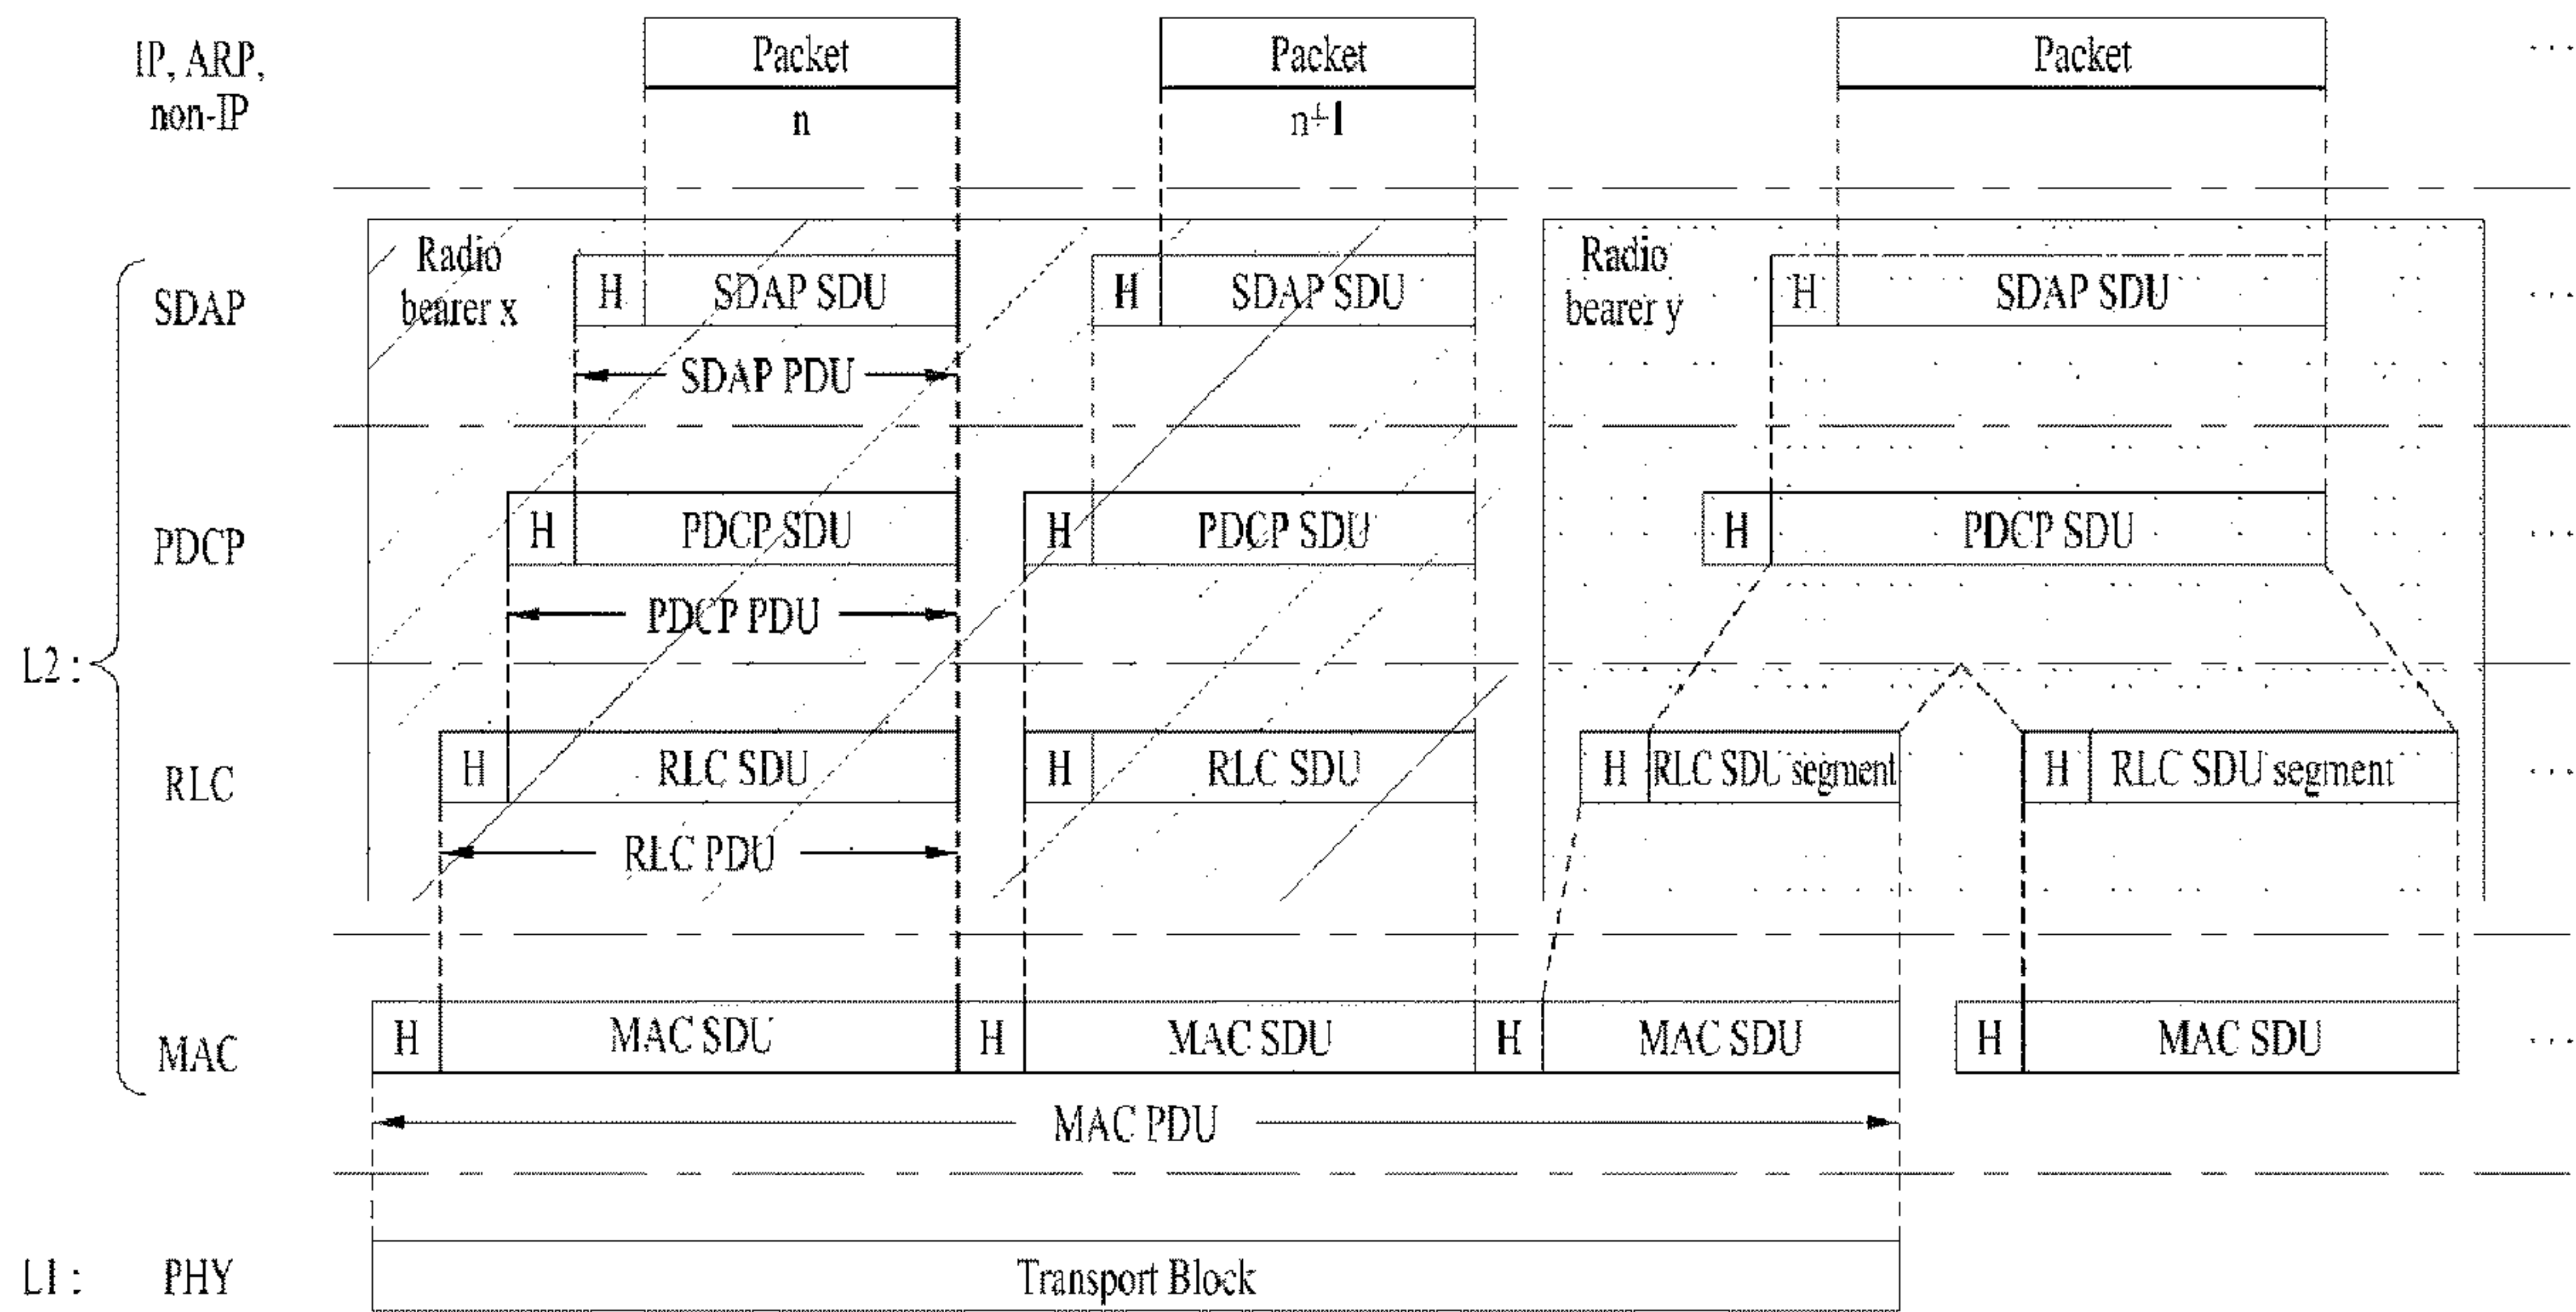 IP, ARP,
non-IP
Packet
n
Packet
n+1
Packet
...
L2 :
SDAP
Radio
bearer x
H SDAP SDU
H SDAP SDU
Radio
bearer y
H SDAP SDU
...
SDAP PDU
PDCP
H PDCP SDU
H PDCP SDU
H PDCP SDU
...
PDCP PDU
RLC
H RLC SDU
H RLC SDU
H RLC SDU segment
H RLC SDU segment
...
RLC PDU
MAC
H MAC SDU
H MAC SDU
H MAC SDU
H MAC SDU
...
MAC PDU
L1 : PHY
Transport Block